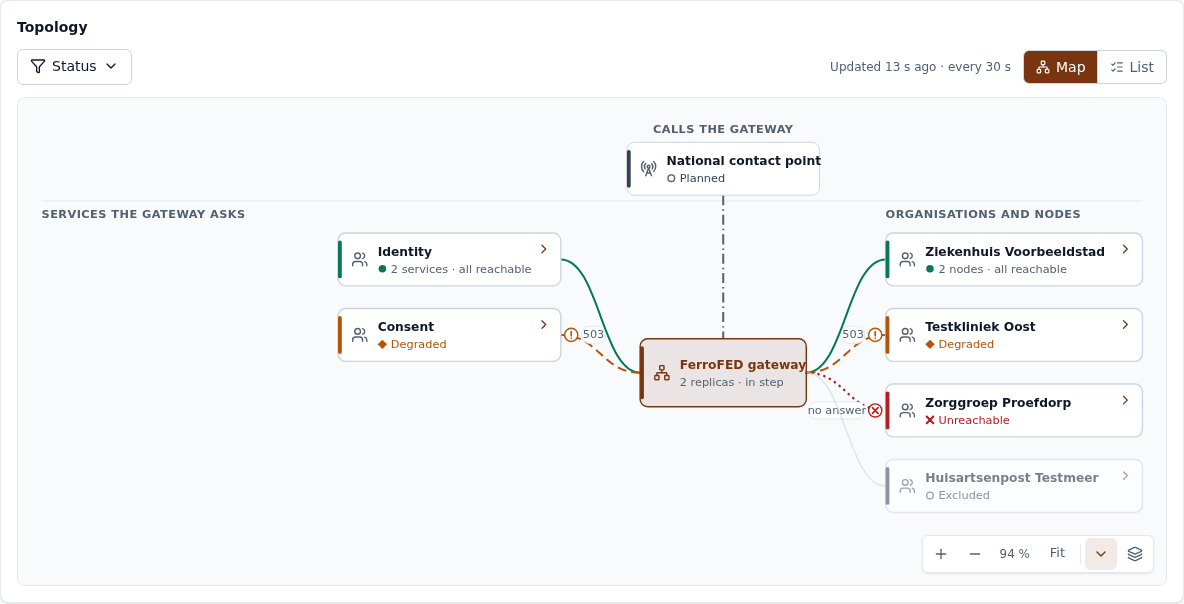 Topology
Status
Updated 13 s ago · every 30 s
Map
List
CALLS THE GATEWAY
National contact point
Planned
SERVICES THE GATEWAY ASKS
ORGANISATIONS AND NODES
Identity
2 services · all reachable
Ziekenhuis Voorbeeldstad
2 nodes · all reachable
Consent
Degraded
503
503
Testkliniek Oost
Degraded
FerroFED gateway
2 replicas · in step
no answer
Zorggroep Proefdorp
Unreachable
Huisartsenpost Testmeer
Excluded
94 %
Fit